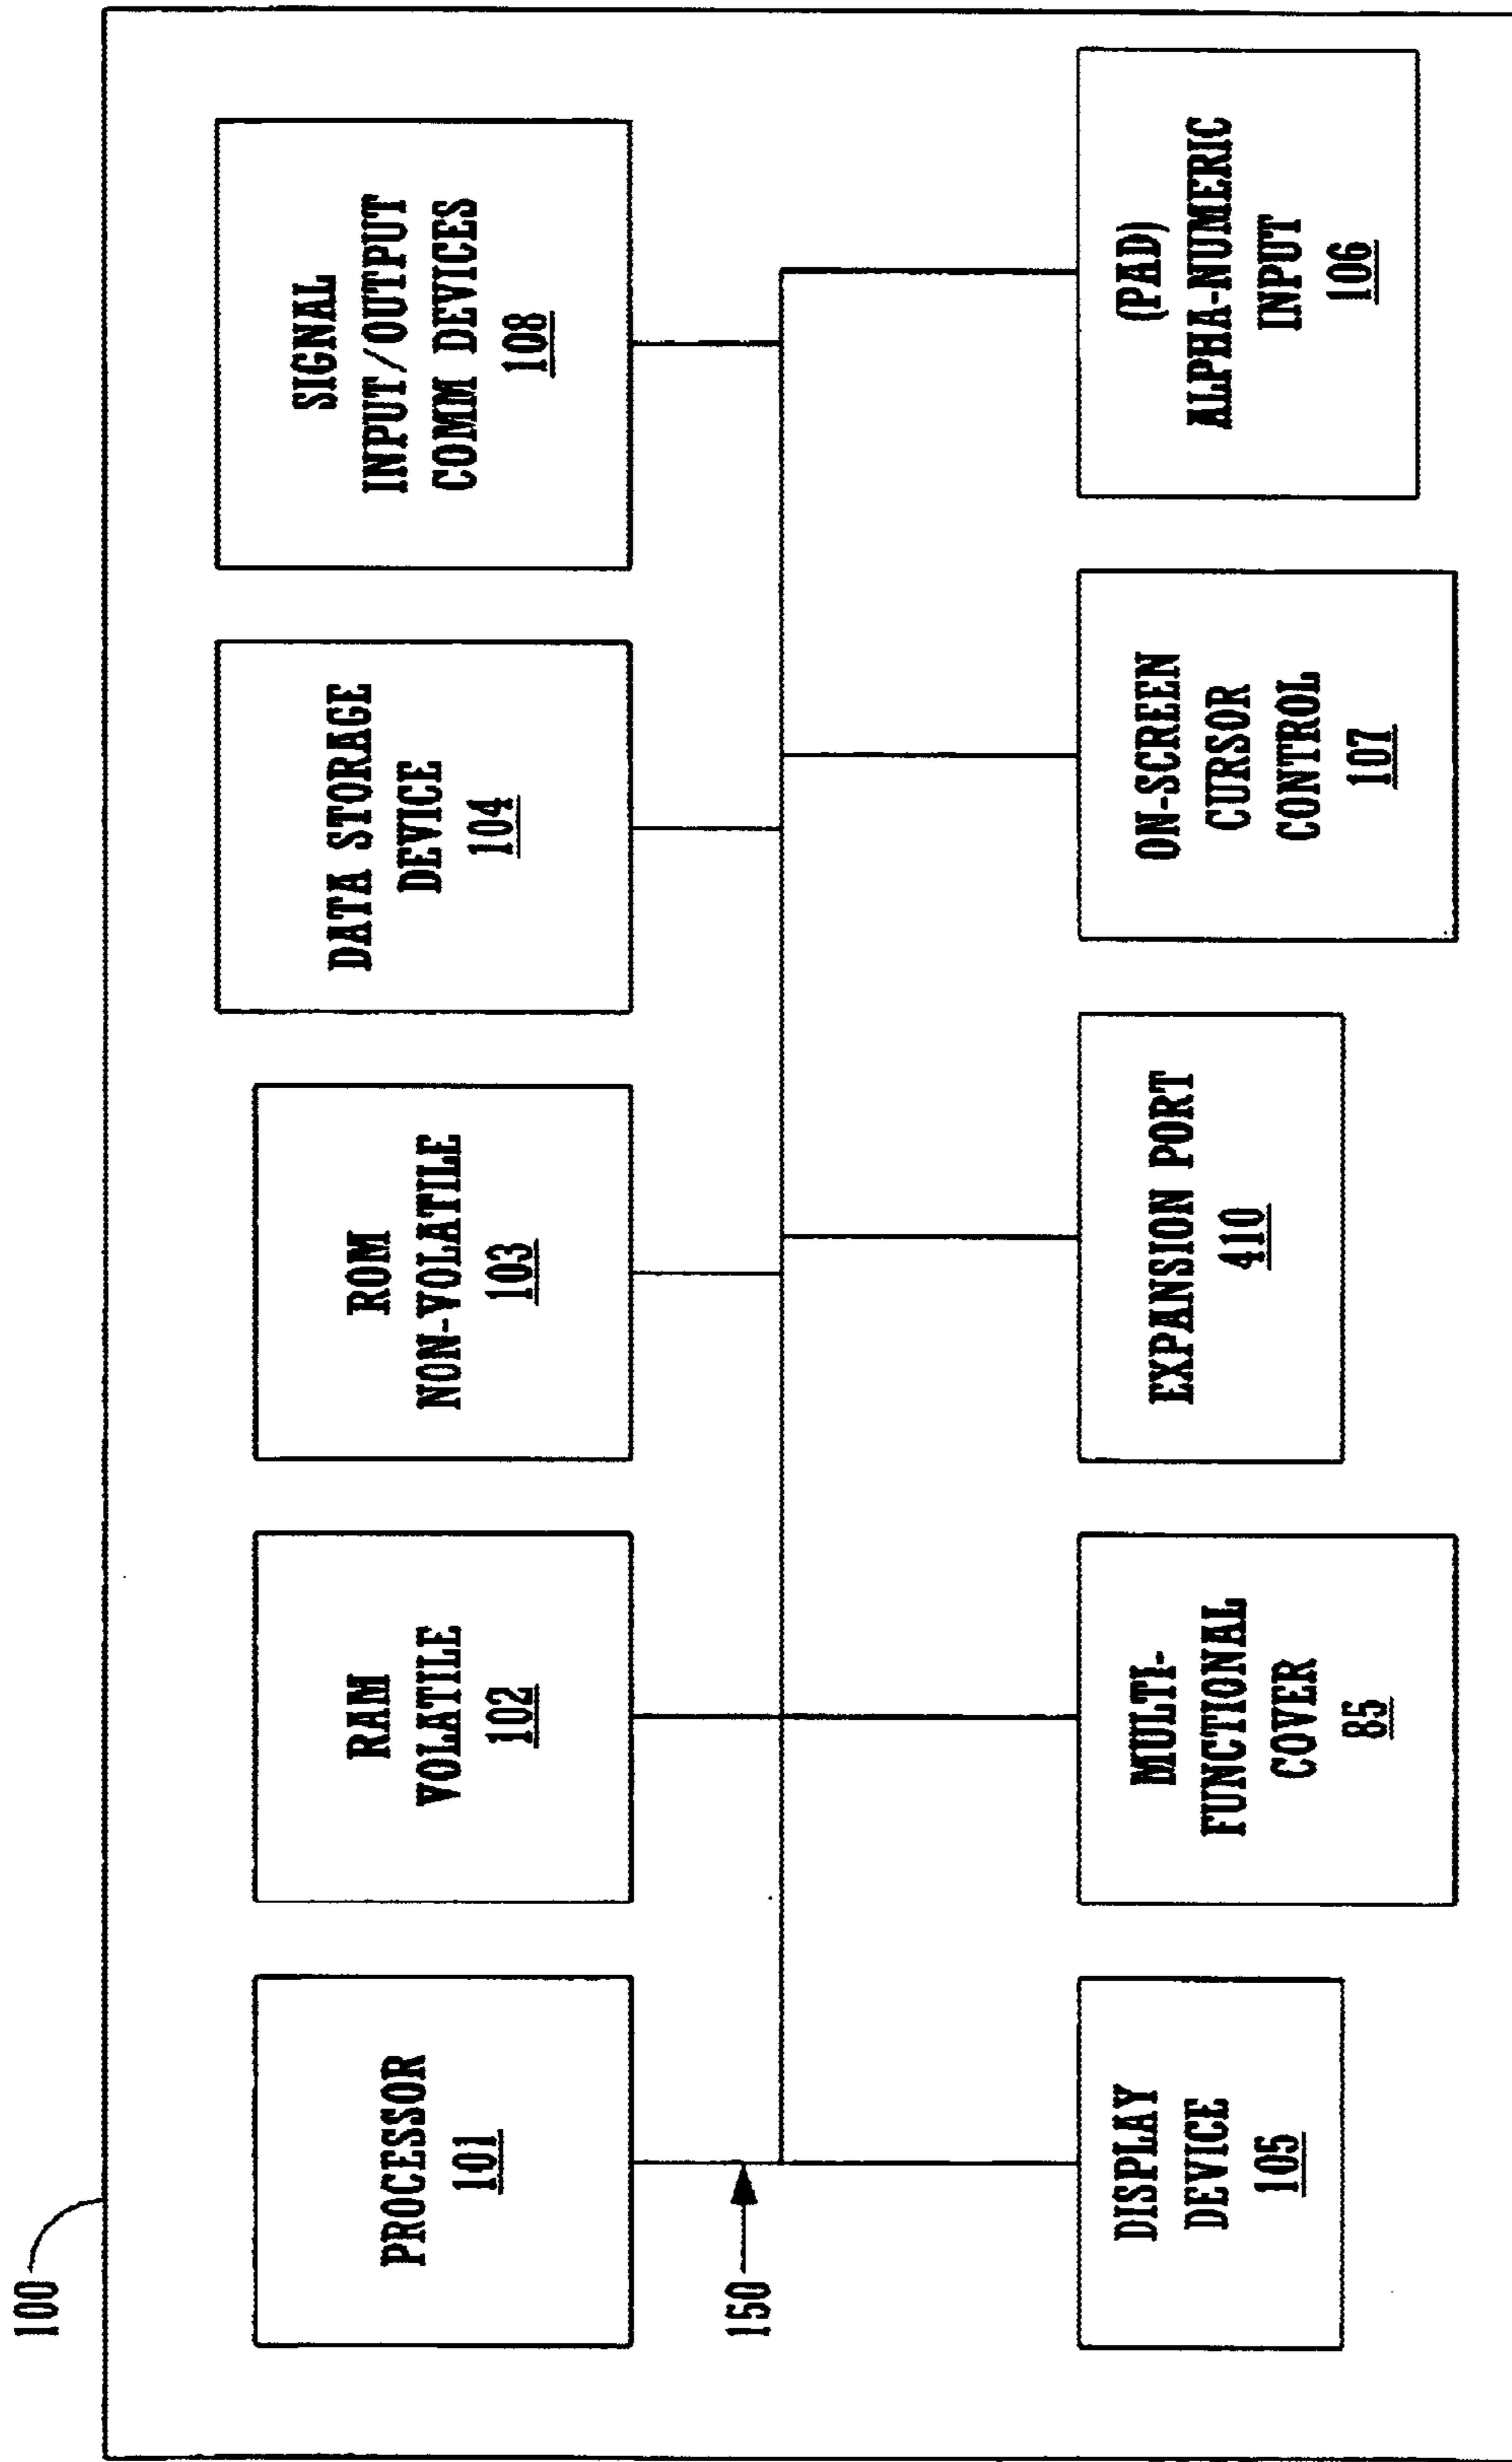 100
PROCESSOR
101
RAM
VOLATILE
102
ROM
NON-VOLATILE
103
DATA STORAGE
DEVICE
104
SIGNAL
INPUT/OUTPUT
COMM DEVICES
108
150
DISPLAY
DEVICE
105
MULTI-
FUNCTIONAL
COVER
85
EXPANSION PORT
410
ON-SCREEN
CURSOR
CONTROL
107
(PAD)
ALPHA-NUMERIC
INPUT
106